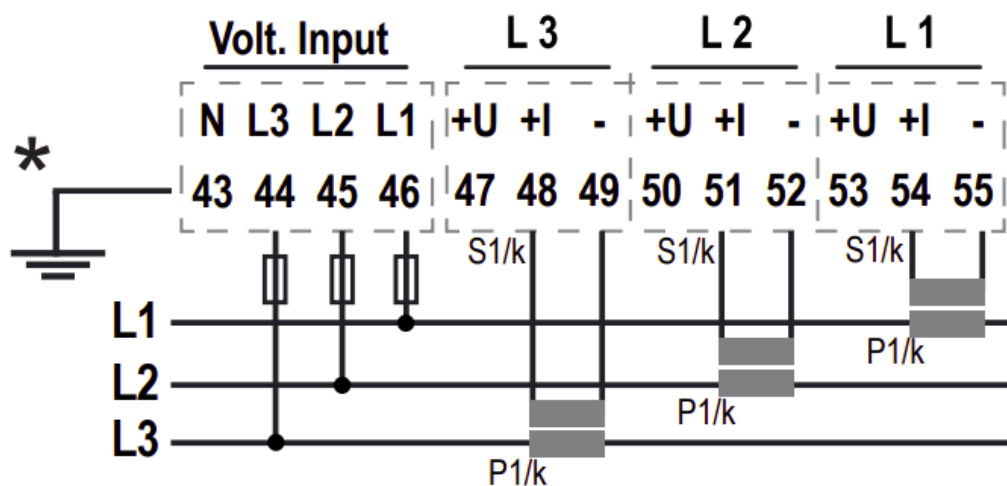 Volt. Input L 3 L 2 L 1
N L3 L2 L1 +U +I - +U +I - +U +I -
*
43 44 45 46 47 48 49 50 51 52 53 54 55
S1/k S1/k S1/k
L1
P1/k
L2
P1/k
L3
P1/k